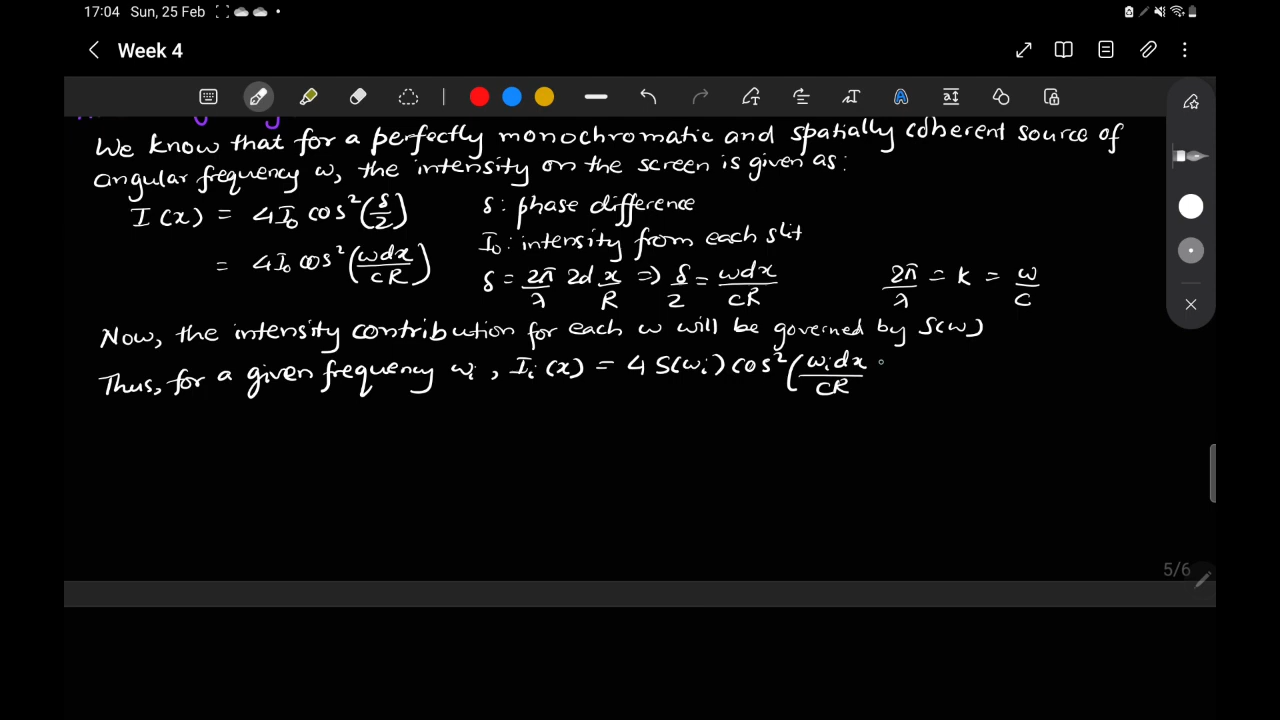 17:04 Sun, 25 Feb
Week 4
We know that for a perfectly monochromatic and spatially coherent source of
angular frequency ω, the intensity on the screen is given as:
I(x) = 4I₀ cos²(δ/2)
δ: phase difference
I₀: intensity from each slit
= 4I₀ cos²(ωdx/cR)
δ = 2π/λ 2d x/R ⇒ δ/2 = ωdx/cR
2π/λ = k = ω/c
Now, the intensity contribution for each ω will be governed by S(ω)
Thus, for a given frequency ωᵢ, Iᵢ(x) = 4 S(ωᵢ) cos²(ωᵢdx/cR
5/6